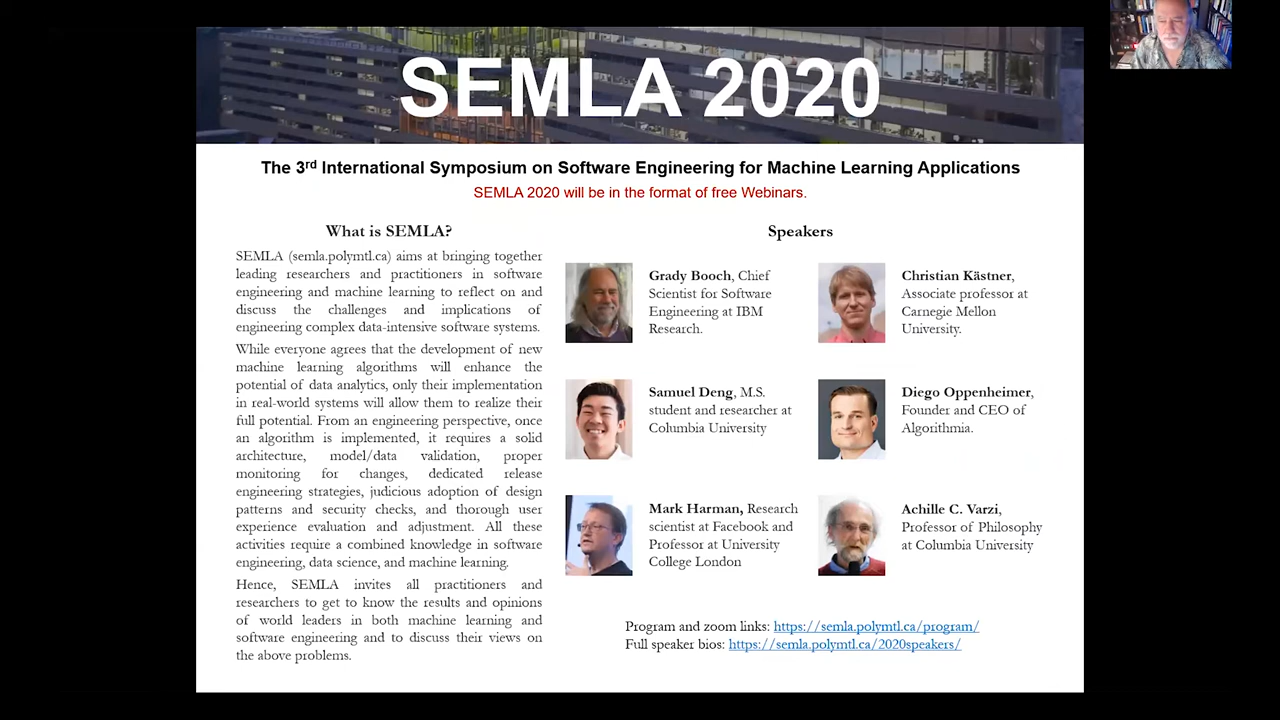 SEMLA 2020
The 3rd International Symposium on Software Engineering for Machine Learning Applications
SEMLA 2020 will be in the format of free Webinars.
What is SEMLA?
SEMLA (semla.polymtl.ca) aims at bringing together
leading researchers and practitioners in software
engineering and machine learning to reflect on and
discuss the challenges and implications of
engineering complex data-intensive software systems.
While everyone agrees that the development of new
machine learning algorithms will enhance the
potential of data analytics, only their implementation
in real-world systems will allow them to realize their
full potential. From an engineering perspective, once
an algorithm is implemented, it requires a solid
architecture, model/data validation, proper
monitoring for changes, dedicated release
engineering strategies, judicious adoption of design
patterns and security checks, and thorough user
experience evaluation and adjustment. All these
activities require a combined knowledge in software
engineering, data science, and machine learning.
Hence, SEMLA invites all practitioners and
researchers to get to know the results and opinions
of world leaders in both machine learning and
software engineering and to discuss their views on
the above problems.
Speakers
Grady Booch, Chief
Scientist for Software
Engineering at IBM
Research.
Christian Kästner,
Associate professor at
Carnegie Mellon
University.
Samuel Deng, M.S.
student and researcher at
Columbia University
Diego Oppenheimer,
Founder and CEO of
Algorithmia.
Mark Harman, Research
scientist at Facebook and
Professor at University
College London
Achille C. Varzi,
Professor of Philosophy
at Columbia University
Program and zoom links: https://semla.polymtl.ca/program/
Full speaker bios: https://semla.polymtl.ca/2020speakers/